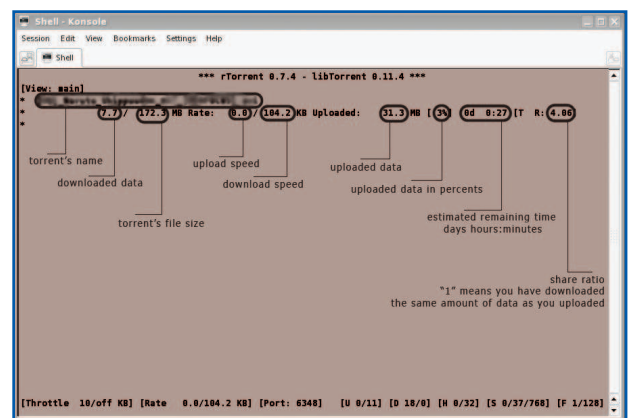 Shell - Konsole
Session Edit View Bookmarks Settings Help
Shell
*** rTorrent 0.7.4 - libTorrent 0.11.4 ***
[View: main]
*
* 7.7 / 172.3 MB Rate: 0.0 / 104.2 KB Uploaded: 31.3 MB [ 3%] 0d 0:27 [T R: 4.06]
*
torrent's name
upload speed
uploaded data
downloaded data
download speed
uploaded data in percents
torrent's file size
estimated remaining time
days hours:minutes
share ratio
"1" means you have downloaded
the same amount of data as you uploaded
[Throttle 10/off KB] [Rate 0.0/104.2 KB] [Port: 6348] [U 0/11] [D 18/0] [H 0/32] [S 0/37/768] [F 1/128]